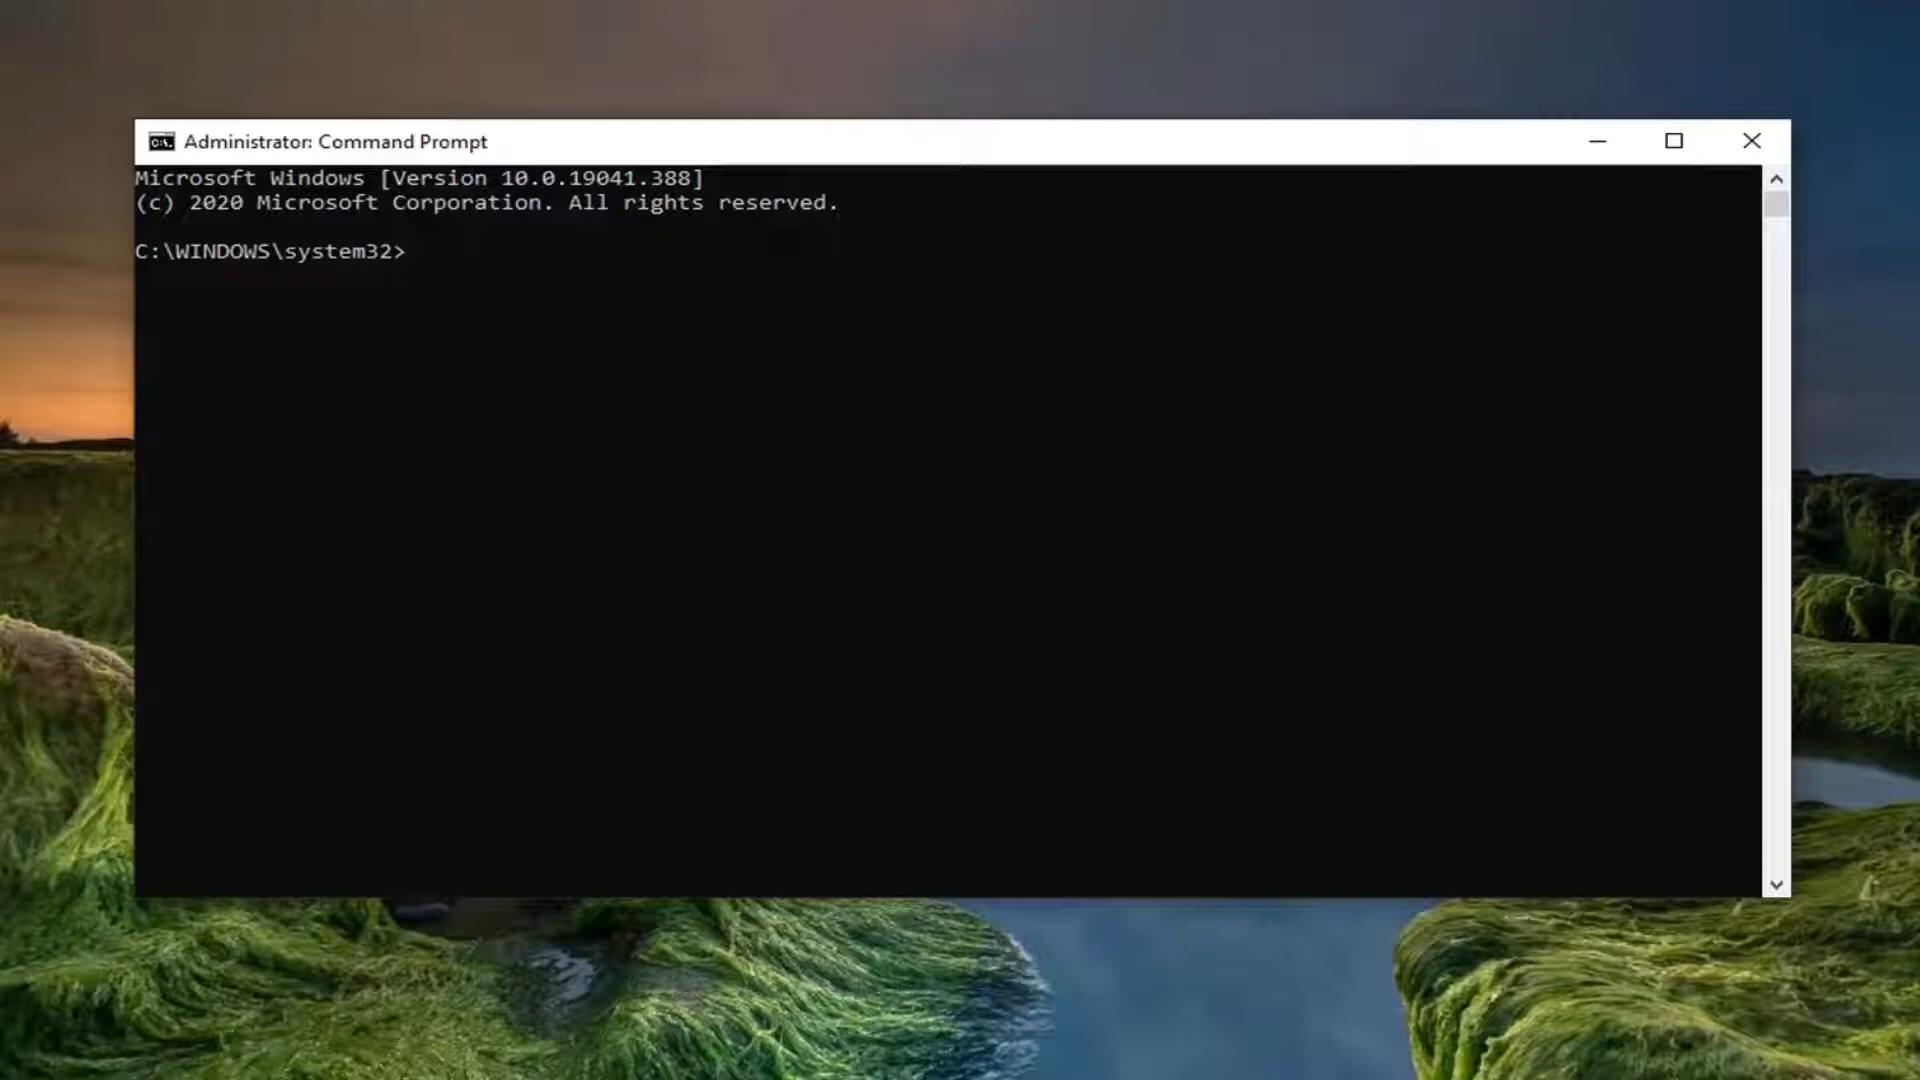 Administrator: Command Prompt
Microsoft Windows [Version 10.0.19041.388]
(c) 2020 Microsoft Corporation. All rights reserved.
C:\WINDOWS\system32>